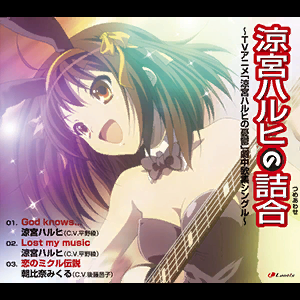 涼宮ハルヒの詰合
つめあわせ
～TVアニメ「涼宮ハルヒの憂鬱」劇中歌集シングル～
01. God knows...
涼宮ハルヒ(C.V.平野綾)
02. Lost my music
涼宮ハルヒ(C.V.平野綾)
03. 恋のミクル伝説
朝比奈みくる(C.V.後藤邑子)
Lantis